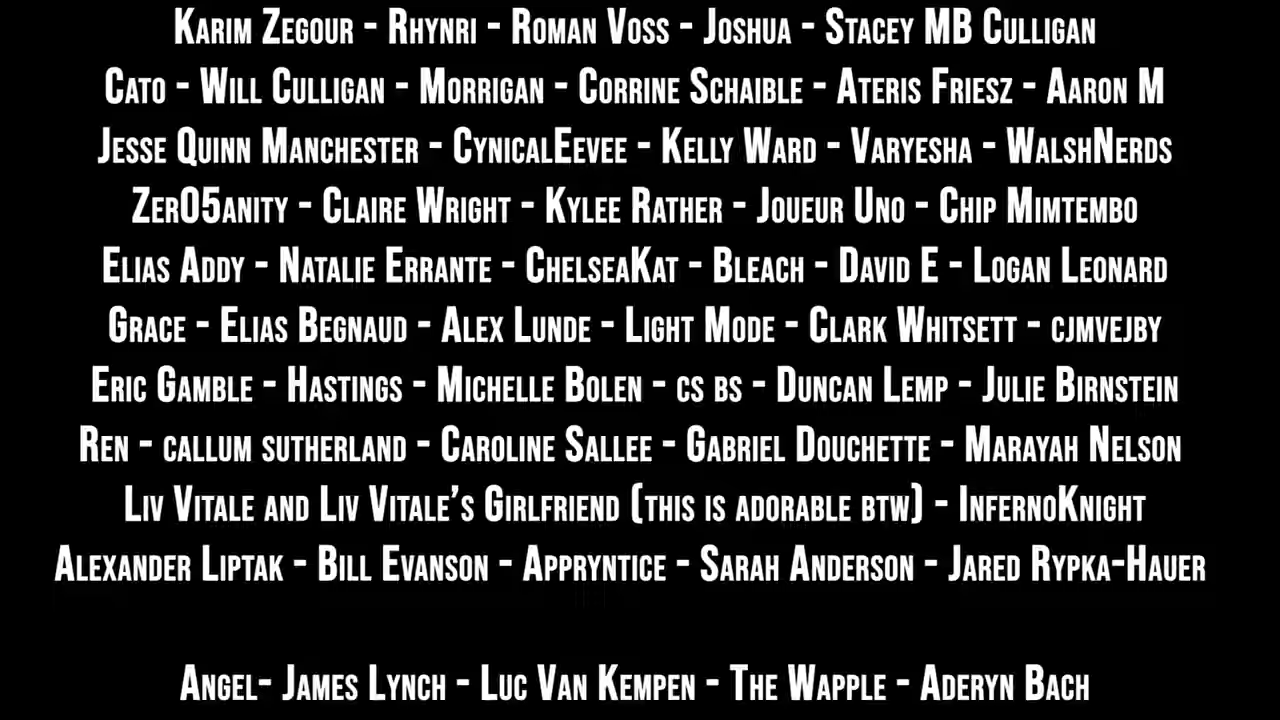 Karim Zegour - Rhynri - Roman Voss - Joshua - Stacey MB Culligan
Cato - Will Culligan - Morrigan - Corrine Schaible - Ateris Friesz - Aaron M
Jesse Quinn Manchester - CynicalEevee - Kelly Ward - Varyesha - WalshNerds
Zer05anity - Claire Wright - Kylee Rather - Joueur Uno - Chip Mimtembo
Elias Addy - Natalie Errante - ChelseaKat - Bleach - David E - Logan Leonard
Grace - Elias Begnaud - Alex Lunde - Light Mode - Clark Whitsett - cjmvejby
Eric Gamble - Hastings - Michelle Bolen - cs bs - Duncan Lemp - Julie Birnstein
Ren - callum sutherland - Caroline Sallee - Gabriel Douchette - Marayah Nelson
Liv Vitale and Liv Vitale's Girlfriend (this is adorable btw) - InfernoKnight
Alexander Liptak - Bill Evanson - Appryntice - Sarah Anderson - Jared Rypka-Hauer
Angel- James Lynch - Luc Van Kempen - The Wapple - Aderyn Bach